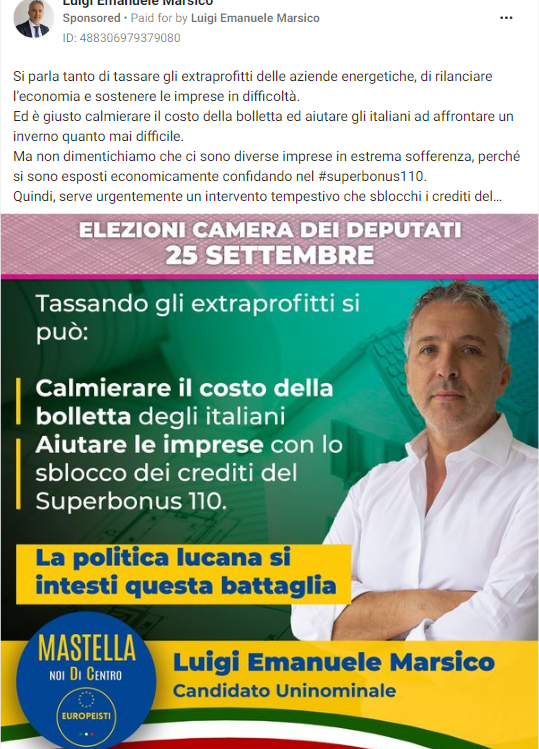 Luigi Emanuele Marsico
Sponsored • Paid for by Luigi Emanuele Marsico
ID: 488306979379080
Si parla tanto di tassare gli extraprofitti delle aziende energetiche, di rilanciare
l'economia e sostenere le imprese in difficoltà.
Ed è giusto calmierare il costo della bolletta ed aiutare gli italiani ad affrontare un
inverno quanto mai difficile.
Ma non dimentichiamo che ci sono diverse imprese in estrema sofferenza, perché
si sono esposti economicamente confidando nel #superbonus110.
Quindi, serve urgentemente un intervento tempestivo che sblocchi i crediti del...
ELEZIONI CAMERA DEI DEPUTATI
25 SETTEMBRE
Tassando gli extraprofitti si
può:
Calmierare il costo della
bolletta degli italiani
Aiutare le imprese con lo
sblocco dei crediti del
Superbonus 110.
La politica lucana si
intesti questa battaglia
MASTELLA
NOI DI CENTRO
EUROPEISTI
Luigi Emanuele Marsico
Candidato Uninominale